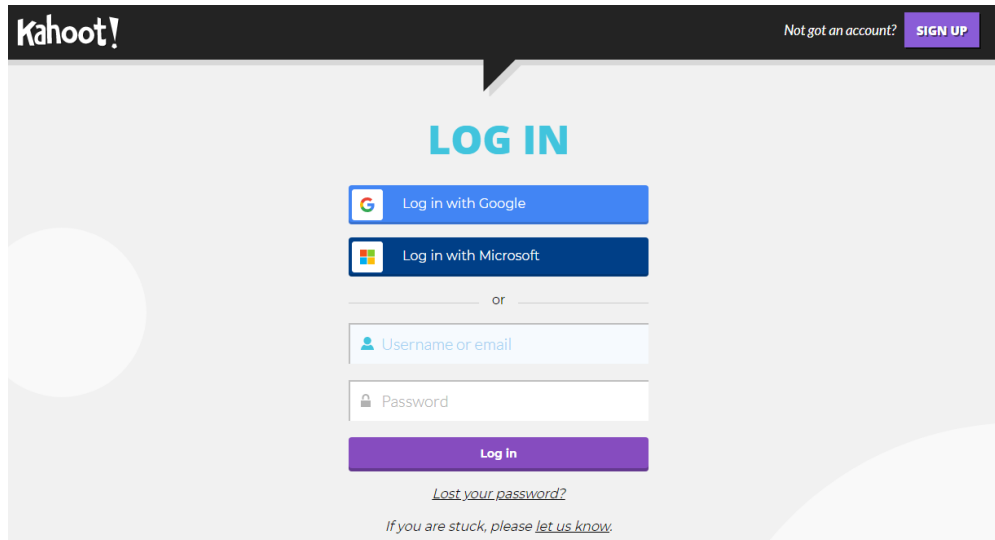 Kahoot!
Not got an account? SIGN UP
LOG IN
Log in with Google
Log in with Microsoft
or
Username or email
Password
Log in
Lost your password?
If you are stuck, please let us know.